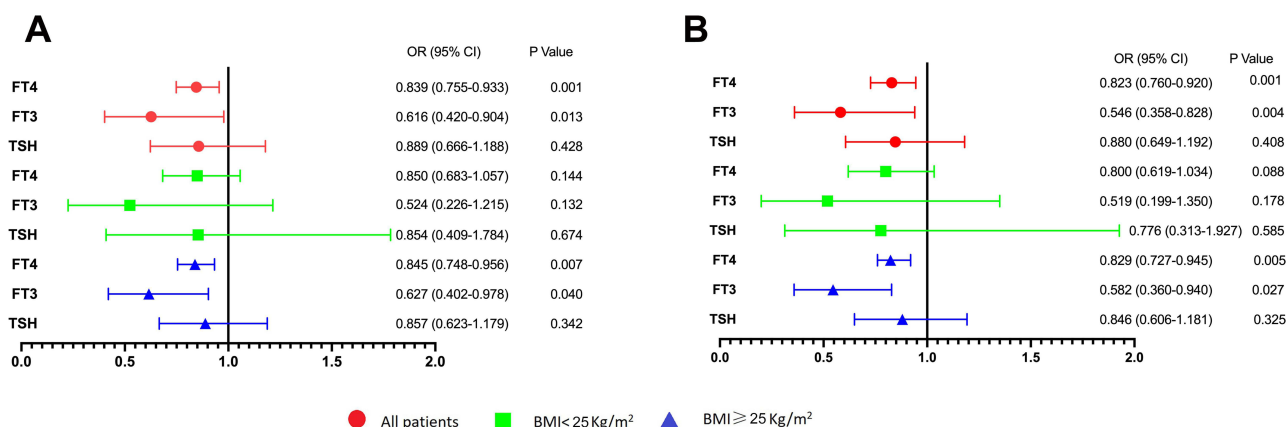 A
OR (95% CI) P Value
FT4 0.839 (0.755-0.933) 0.001
FT3 0.616 (0.420-0.904) 0.013
TSH 0.889 (0.666-1.188) 0.428
FT4 0.850 (0.683-1.057) 0.144
FT3 0.524 (0.226-1.215) 0.132
TSH 0.854 (0.409-1.784) 0.674
FT4 0.845 (0.748-0.956) 0.007
FT3 0.627 (0.402-0.978) 0.040
TSH 0.857 (0.623-1.179) 0.342
0.0 0.5 1.0 1.5 2.0
B
OR (95% CI) P Value
FT4 0.823 (0.760-0.920) 0.001
FT3 0.546 (0.358-0.828) 0.004
TSH 0.880 (0.649-1.192) 0.408
FT4 0.800 (0.619-1.034) 0.088
FT3 0.519 (0.199-1.350) 0.178
TSH 0.776 (0.313-1.927) 0.585
FT4 0.829 (0.727-0.945) 0.005
FT3 0.582 (0.360-0.940) 0.027
TSH 0.846 (0.606-1.181) 0.325
0.0 0.5 1.0 1.5 2.0
All patients BMI<25Kg/m² BMI≥25Kg/m²